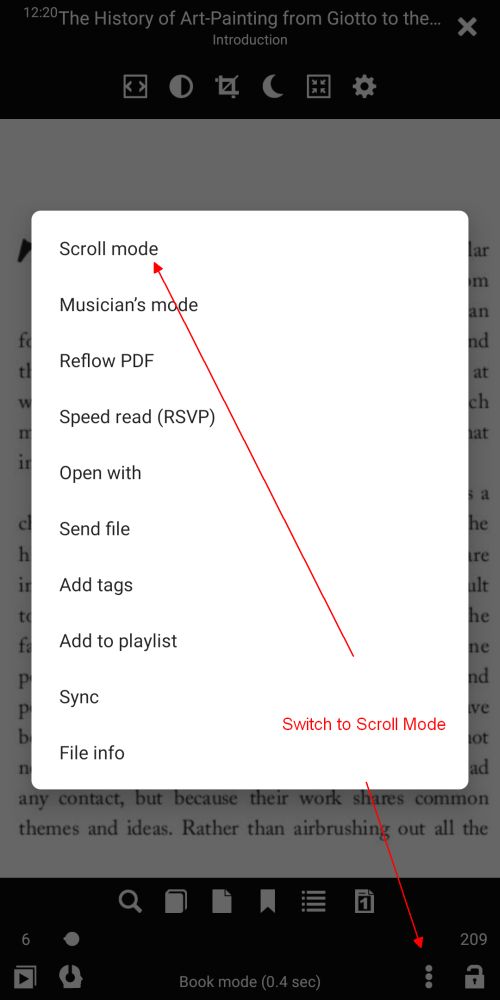 12:20 The History of Art-Painting from Giotto to the…
Introduction
Scroll mode
Musician’s mode
Reflow PDF
Speed read (RSVP)
Open with
Send file
Add tags
Add to playlist
Sync
Switch to Scroll Mode
File info
any contact, but because their work shares common
themes and ideas. Rather than airbrushing out all the
1
6 209
Book mode (0.4 sec)